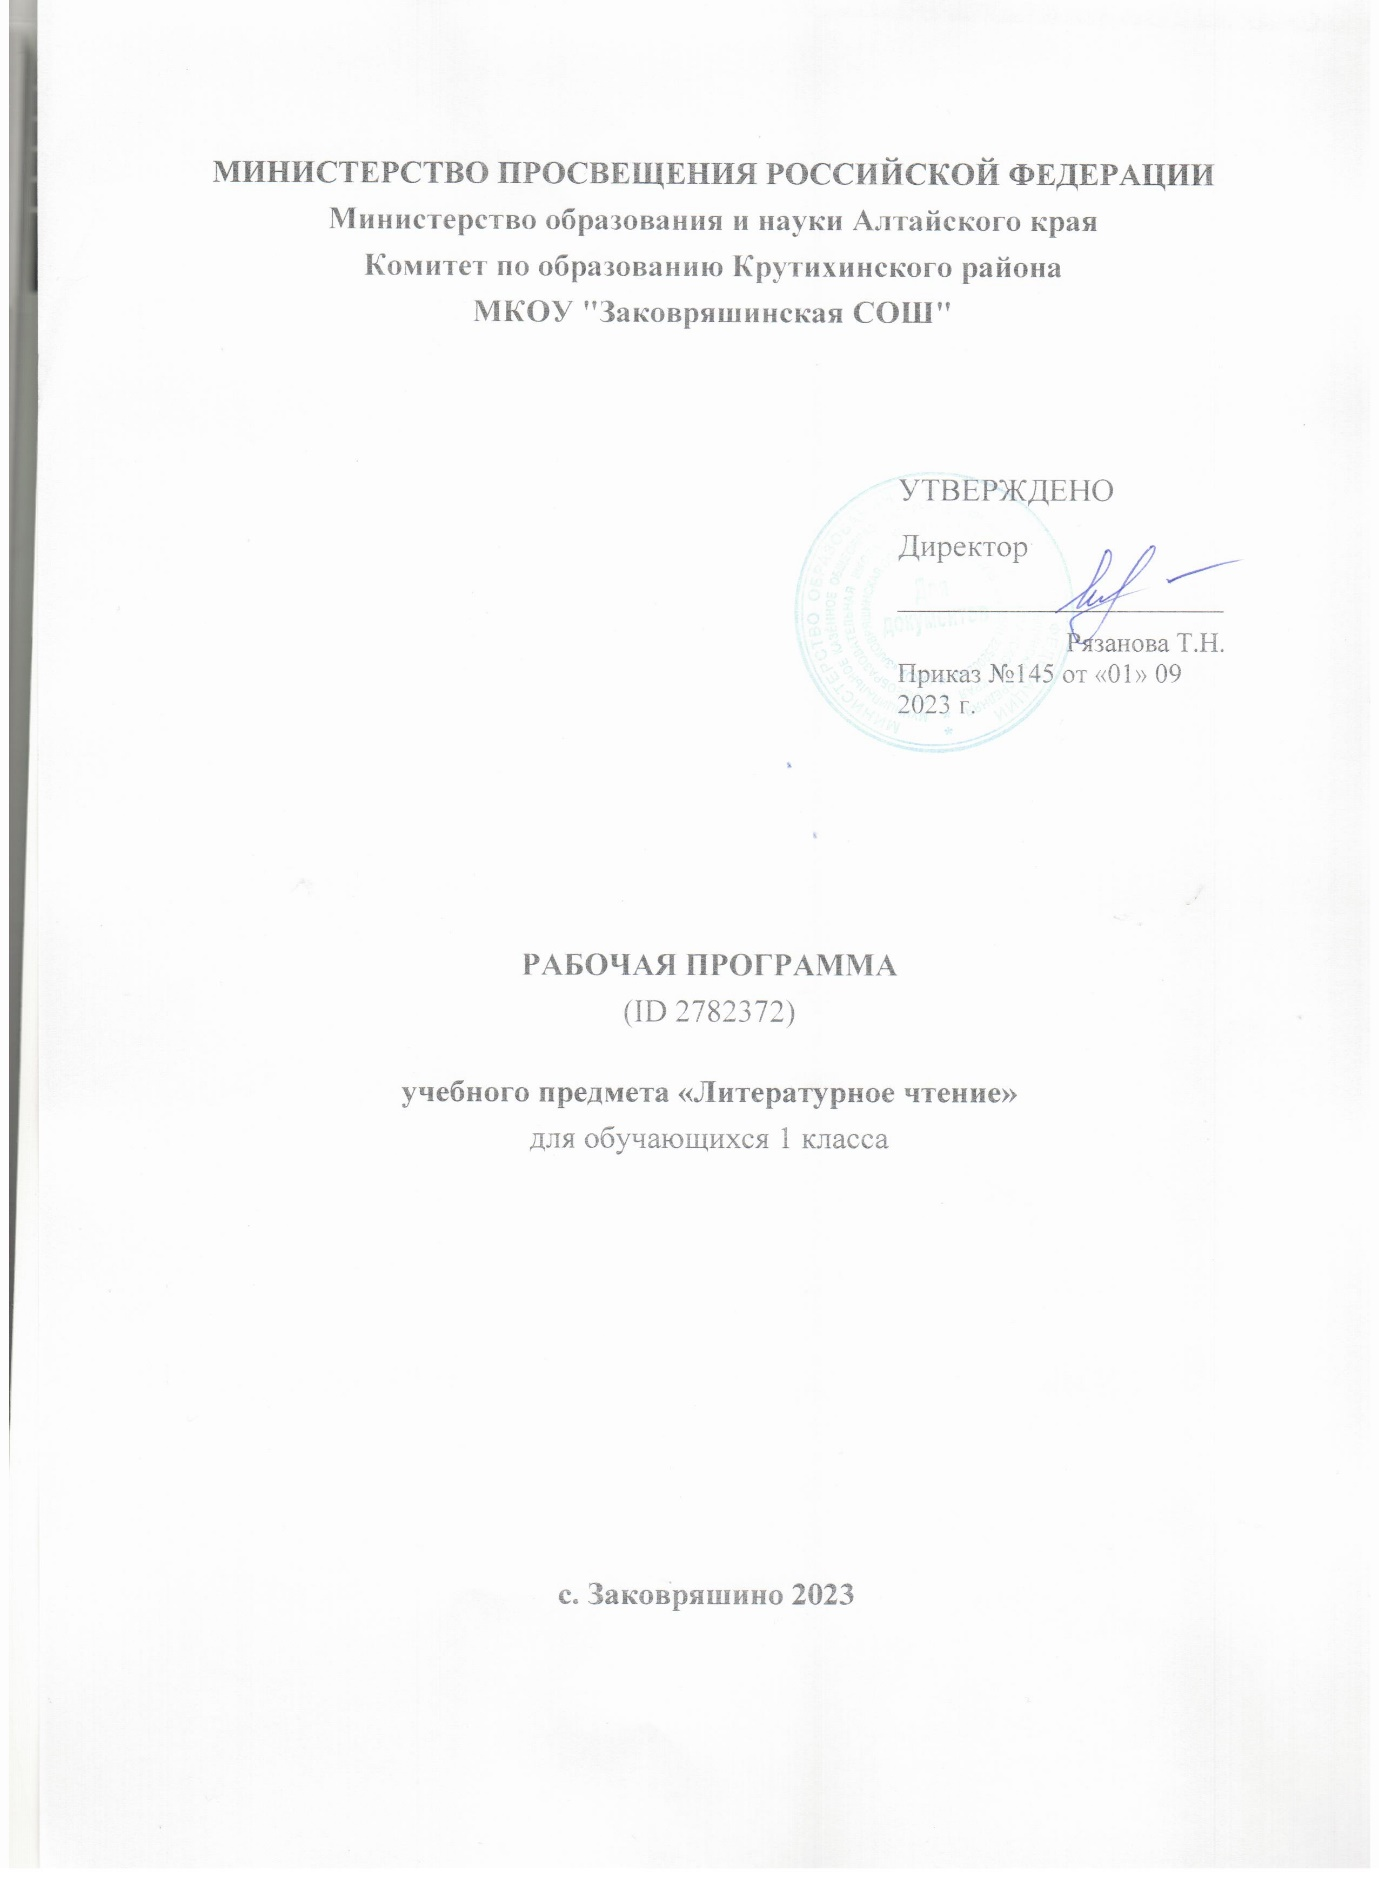 МИНИСТЕРСТВО ПРОСВЕЩЕНИЯ РОССИЙСКОЙ ФЕДЕРАЦИИ
Министерство образования и науки Алтайского края
Комитет по образованию Крутихинского района
МКОУ "Заковряшинская СОШ"
УТВЕРЖДЕНО
Директор
Рязанова Т.Н.
Приказ №145 от «01» 09
2023 г.
Для
документов
РАБОЧАЯ ПРОГРАММА
(ID 2782372)
учебного предмета «Литературное чтение»
для обучающихся 1 класса
с. Заковряшино 2023